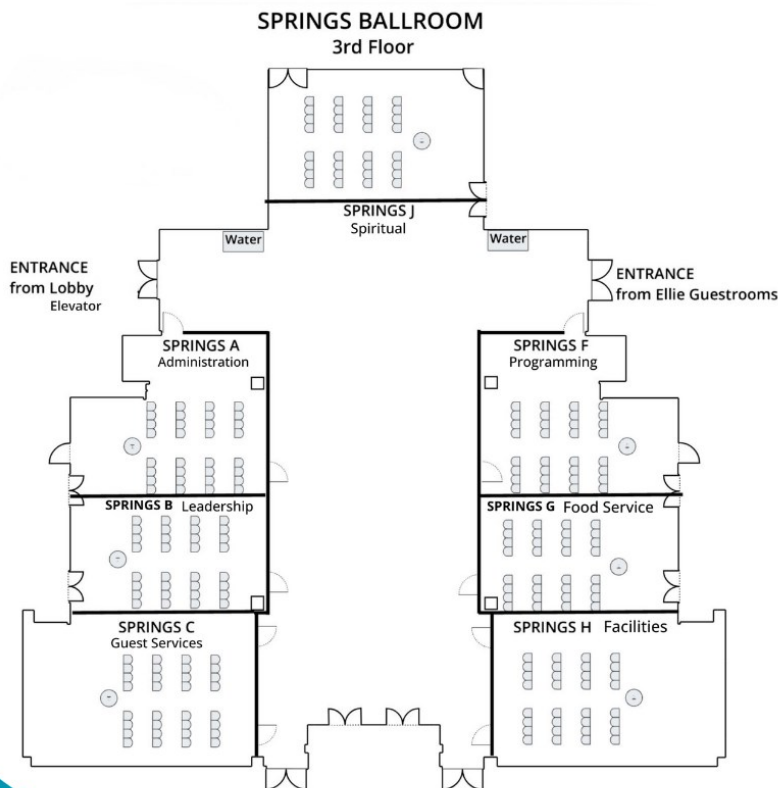 SPRINGS BALLROOM
3rd Floor
SPRINGS J
Spiritual
Water
Water
ENTRANCE
from Lobby
Elevator
ENTRANCE
from Ellie Guestrooms
SPRINGS A
Administration
SPRINGS F
Programming
SPRINGS B Leadership
SPRINGS G Food Service
SPRINGS C
Guest Services
SPRINGS H Facilities